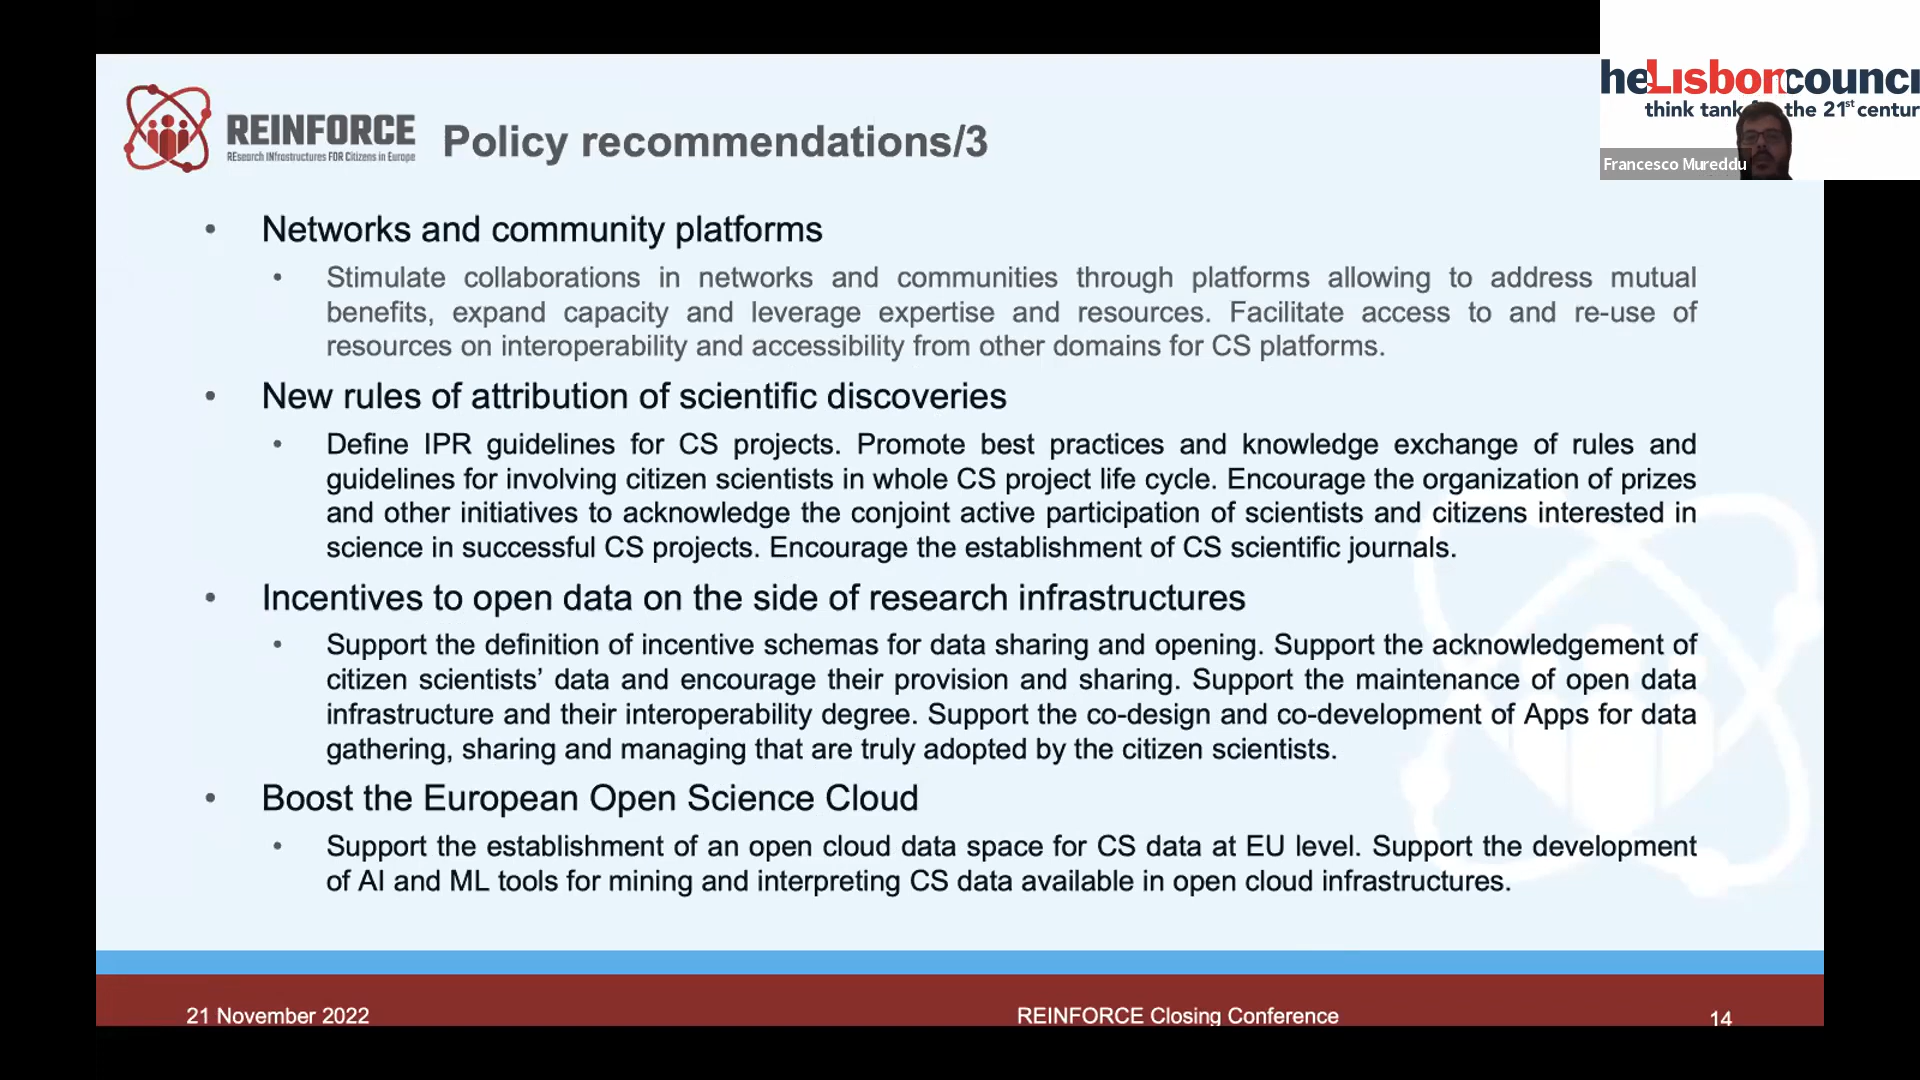 heLisboncounci
think tank for the 21st centur
Francesco Mureddu
REINFORCE
REsearch INfrastructures FOR Citizens in Europe
Policy recommendations/3
• Networks and community platforms
• Stimulate collaborations in networks and communities through platforms allowing to address mutual
benefits, expand capacity and leverage expertise and resources. Facilitate access to and re-use of
resources on interoperability and accessibility from other domains for CS platforms.
• New rules of attribution of scientific discoveries
• Define IPR guidelines for CS projects. Promote best practices and knowledge exchange of rules and
guidelines for involving citizen scientists in whole CS project life cycle. Encourage the organization of prizes
and other initiatives to acknowledge the conjoint active participation of scientists and citizens interested in
science in successful CS projects. Encourage the establishment of CS scientific journals.
• Incentives to open data on the side of research infrastructures
• Support the definition of incentive schemas for data sharing and opening. Support the acknowledgement of
citizen scientists’ data and encourage their provision and sharing. Support the maintenance of open data
infrastructure and their interoperability degree. Support the co-design and co-development of Apps for data
gathering, sharing and managing that are truly adopted by the citizen scientists.
• Boost the European Open Science Cloud
• Support the establishment of an open cloud data space for CS data at EU level. Support the development
of AI and ML tools for mining and interpreting CS data available in open cloud infrastructures.
21 November 2022
REINFORCE Closing Conference
14